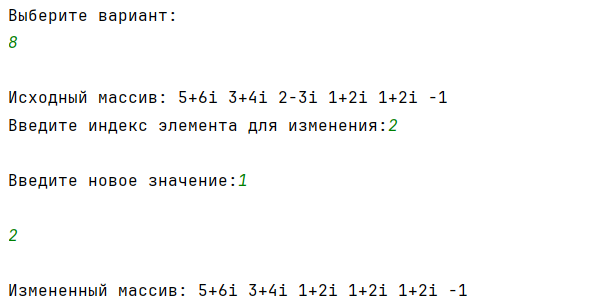 Выберите вариант:
8
Исходный массив: 5+6i 3+4i 2-3i 1+2i 1+2i -1
Введите индекс элемента для изменения:2
Введите новое значение:1
2
Измененный массив: 5+6i 3+4i 1+2i 1+2i 1+2i -1